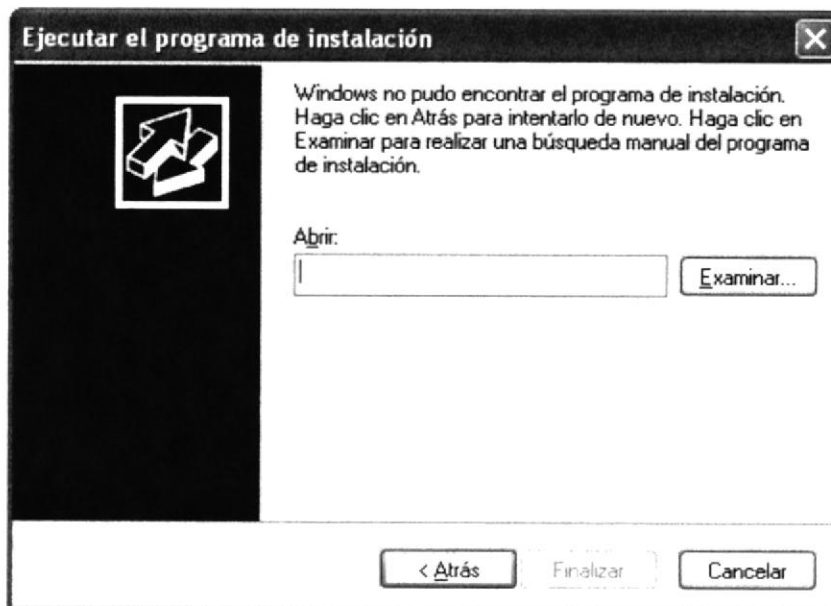 Ejecutar el programa de instalación
Windows no pudo encontrar el programa de instalación.
Haga clic en Atrás para intentarlo de nuevo. Haga clic en
Examinar para realizar una búsqueda manual del programa
de instalación.
Abrir:
Examinar...
< Atrás Finalizar Cancelar